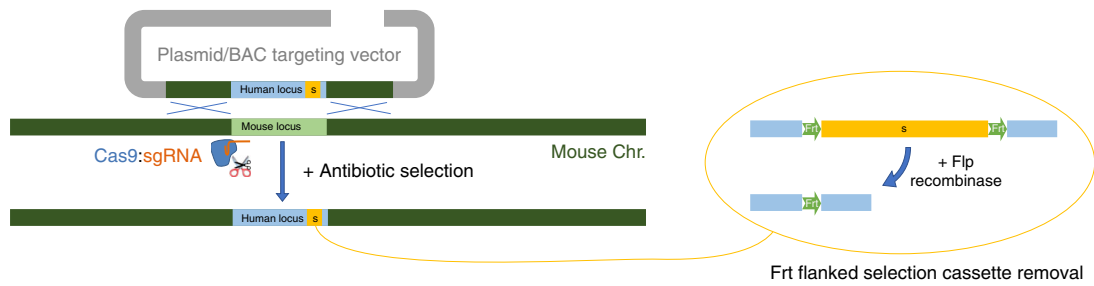 Plasmid/BAC targeting vector
Human locus s
Mouse locus
Cas9:sgRNA
Mouse Chr.
+ Antibiotic selection
Human locus s
Frt s Frt
+ Flp
recombinase
Frt
Frt flanked selection cassette removal